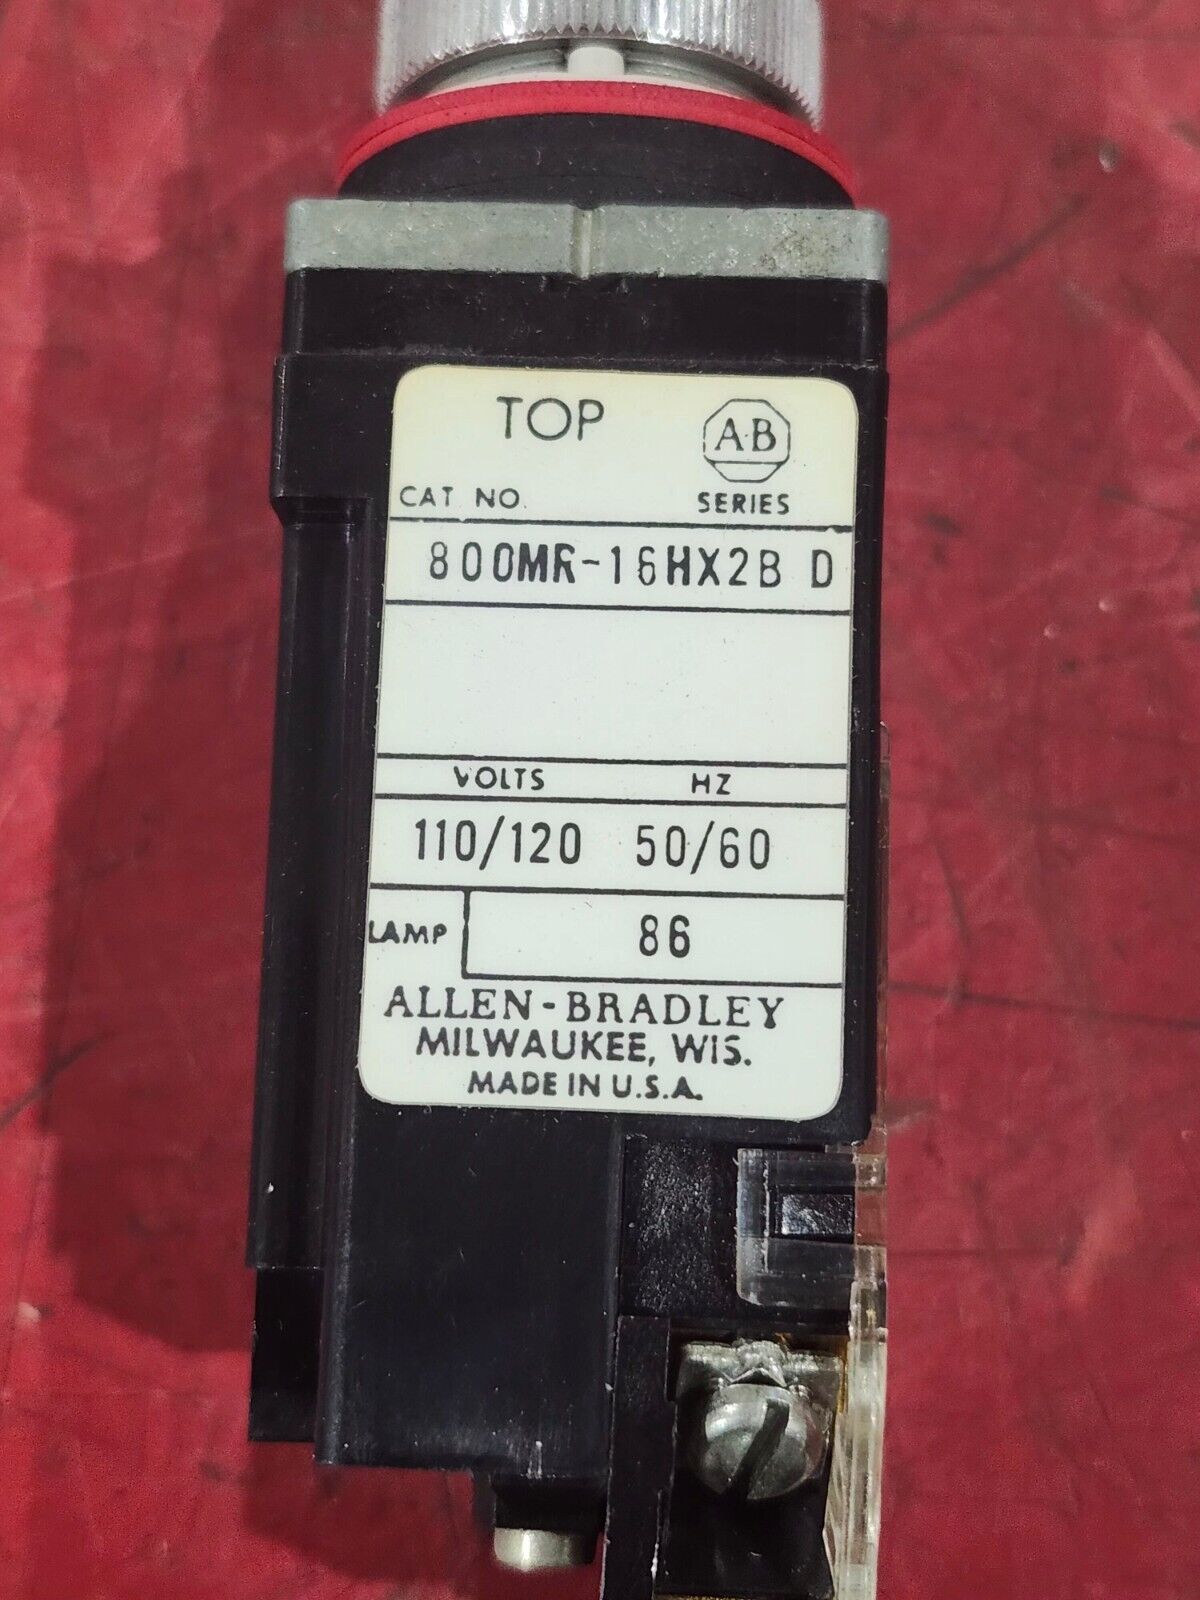 TOP
A·B
CAT NO.
SERIES
800MR-16HX2B D
VOLTS HZ
110/120 50/60
LAMP 86
ALLEN-BRADLEY
MILWAUKEE, WIS.
MADE IN U.S.A.